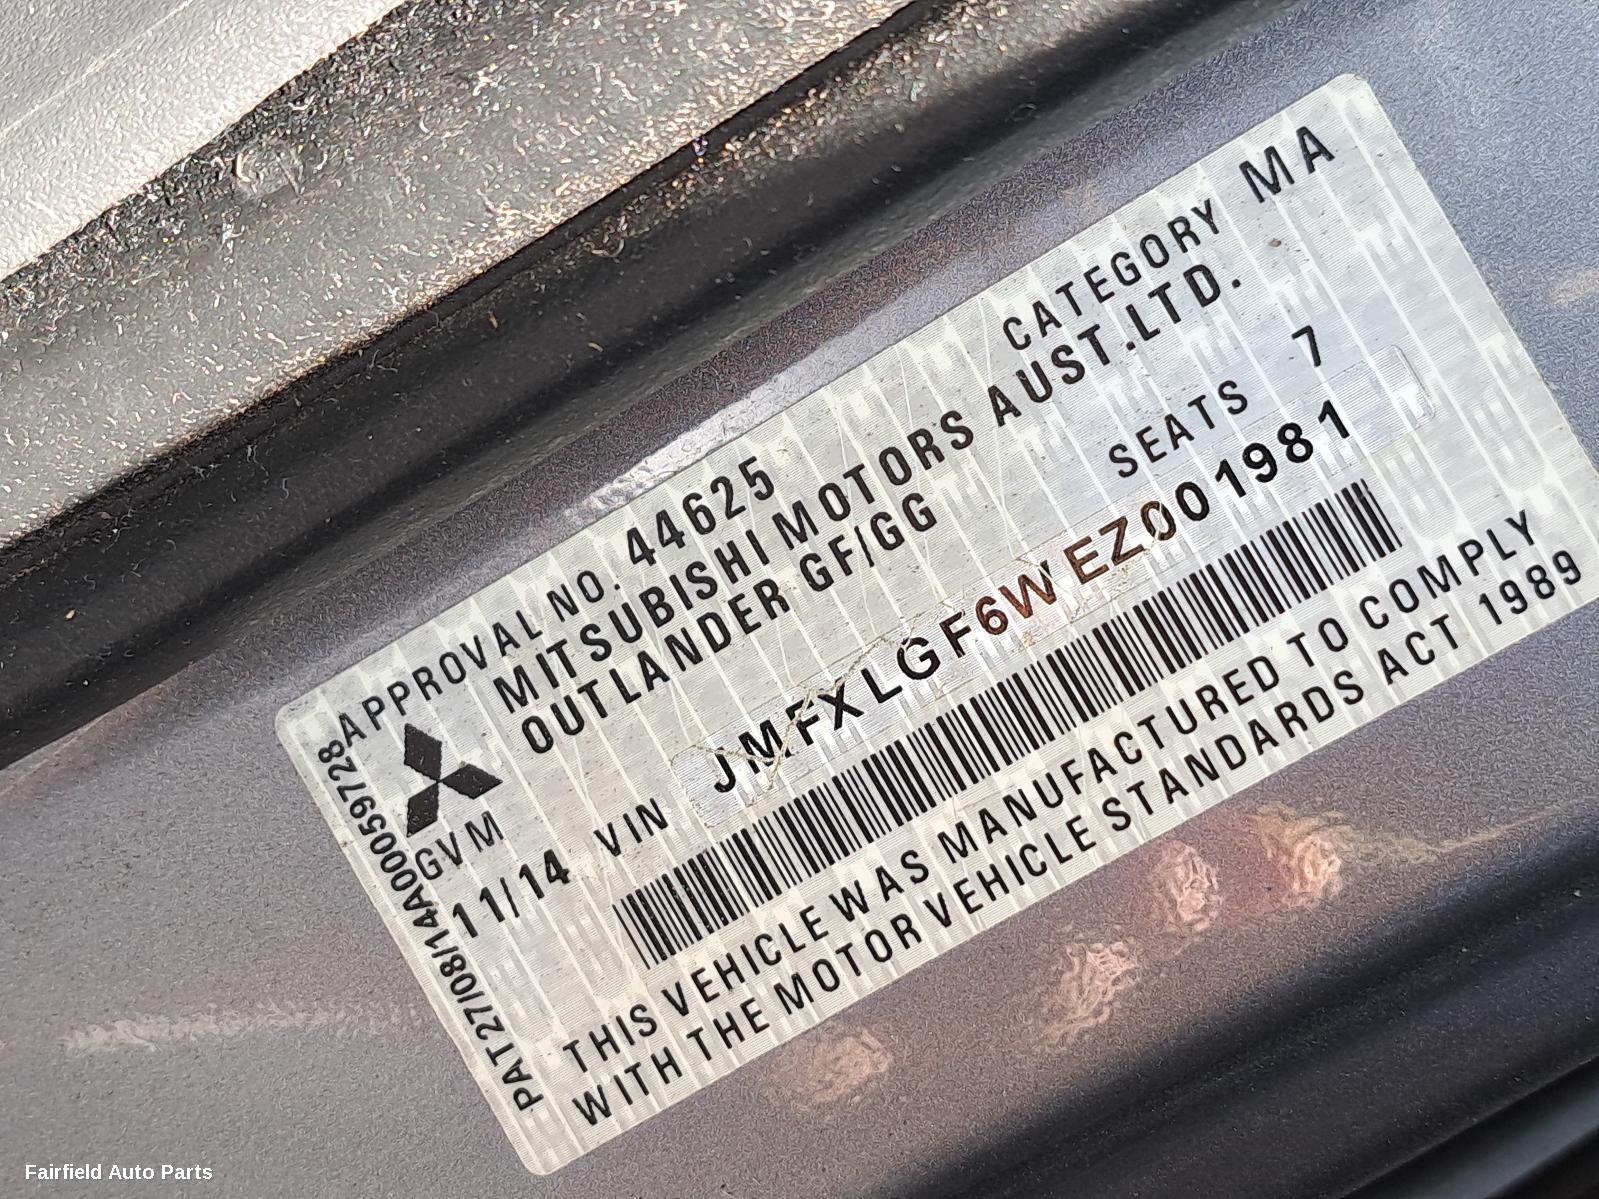 APPROVAL NO. 44625 CATEGORY MA
MITSUBISHI MOTORS AUST.LTD.
OUTLANDER GF/GG SEATS 7
GVM
11/14 VIN JMFXLGF6WEZ001981
THIS VEHICLE WAS MANUFACTURED TO COMPLY
WITH THE MOTOR VEHICLE STANDARDS ACT 1989
PAT27/08/14A000059728
Fairfield Auto Parts